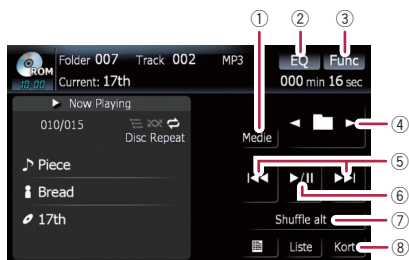 ① ② ③
ROM Folder 007 Track 002 MP3 EQ Func
10:00 Current: 17th 000 min 16 sec
Now Playing
010/015
Disc Repeat
Medie
④
Piece
⑤
Bread
⑥
17th
Shuffle alt ⑦
Liste Kort ⑧